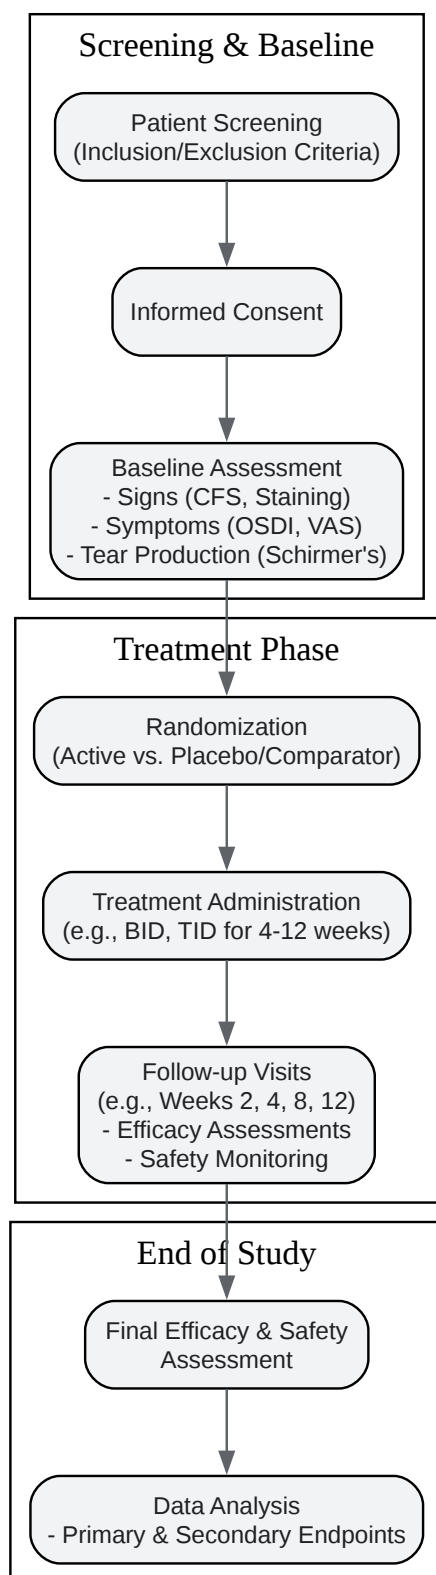 Screening & Baseline
Patient Screening
(Inclusion/Exclusion Criteria)
Informed Consent
Baseline Assessment
- Signs (CFS, Staining)
- Symptoms (OSDI, VAS)
- Tear Production (Schirmer's)
Treatment Phase
Randomization
(Active vs. Placebo/Comparator)
Treatment Administration
(e.g., BID, TID for 4-12 weeks)
Follow-up Visits
(e.g., Weeks 2, 4, 8, 12)
- Efficacy Assessments
- Safety Monitoring
End of Study
Final Efficacy & Safety
Assessment
Data Analysis
- Primary & Secondary Endpoints